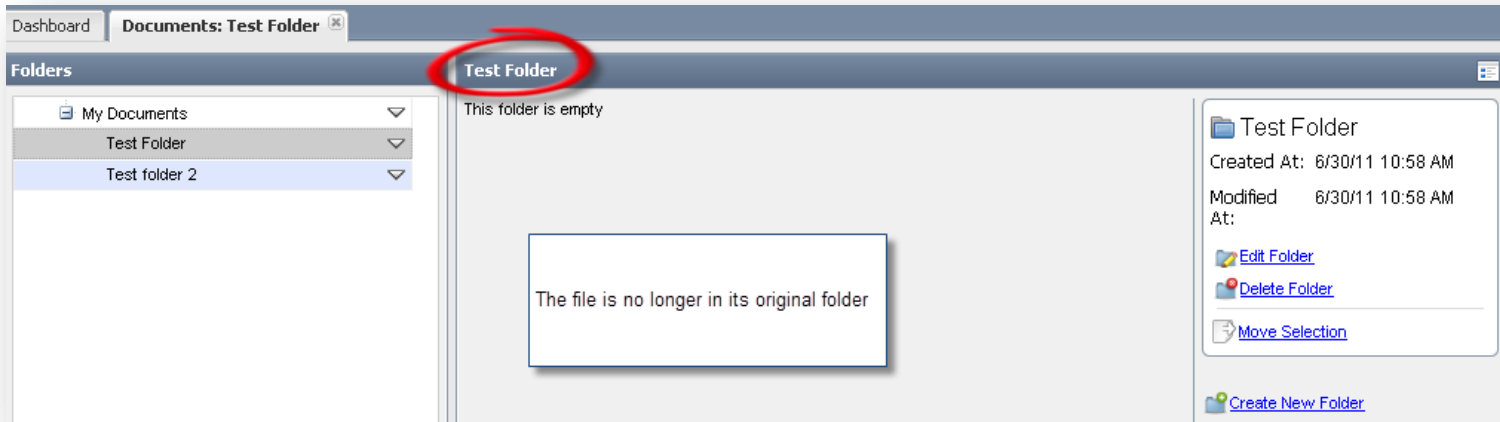 Dashboard
Documents: Test Folder
Folders
Test Folder
My Documents
Test Folder
Test folder 2
This folder is empty
The file is no longer in its original folder
Test Folder
Created At: 6/30/11 10:58 AM
Modified At: 6/30/11 10:58 AM
Edit Folder
Delete Folder
Move Selection
Create New Folder